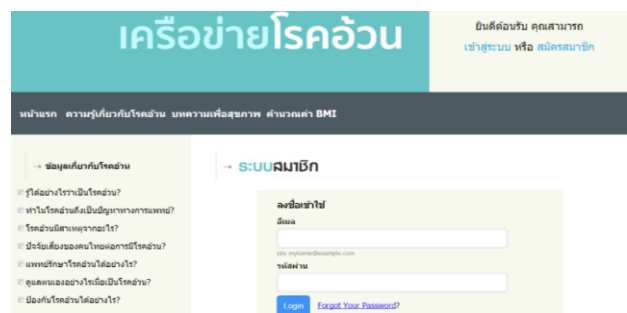 เครือข่ายโรคอ้วน
ยินดีต้อนรับ คุณสามารถ
เข้าสู่ระบบ หรือ สมัครสมาชิก
หน้าแรก ความรู้เกี่ยวกับโรคอ้วน บทความเพื่อสุขภาพ คำนวณค่า BMI
→ ข้อมูลเกี่ยวกับโรคอ้วน
→ ระบบสมาชิก
รู้ได้อย่างไรว่าเป็นโรคอ้วน?
ทำไมโรคอ้วนถึงเป็นปัญหาทางการแพทย์?
โรคอ้วนมีสาเหตุจากอะไร?
ปัจจัยเสี่ยงของคนไทยต่อการมีโรคอ้วน?
แพทย์รักษาโรคอ้วนได้อย่างไร?
ดูแลตนเองอย่างไรเมื่อเป็นโรคอ้วน?
ป้องกันโรคอ้วนได้อย่างไร?
ลงชื่อเข้าใช้
อีเมล
เช่น myname@example.com
รหัสผ่าน
Login Forgot Your Password?